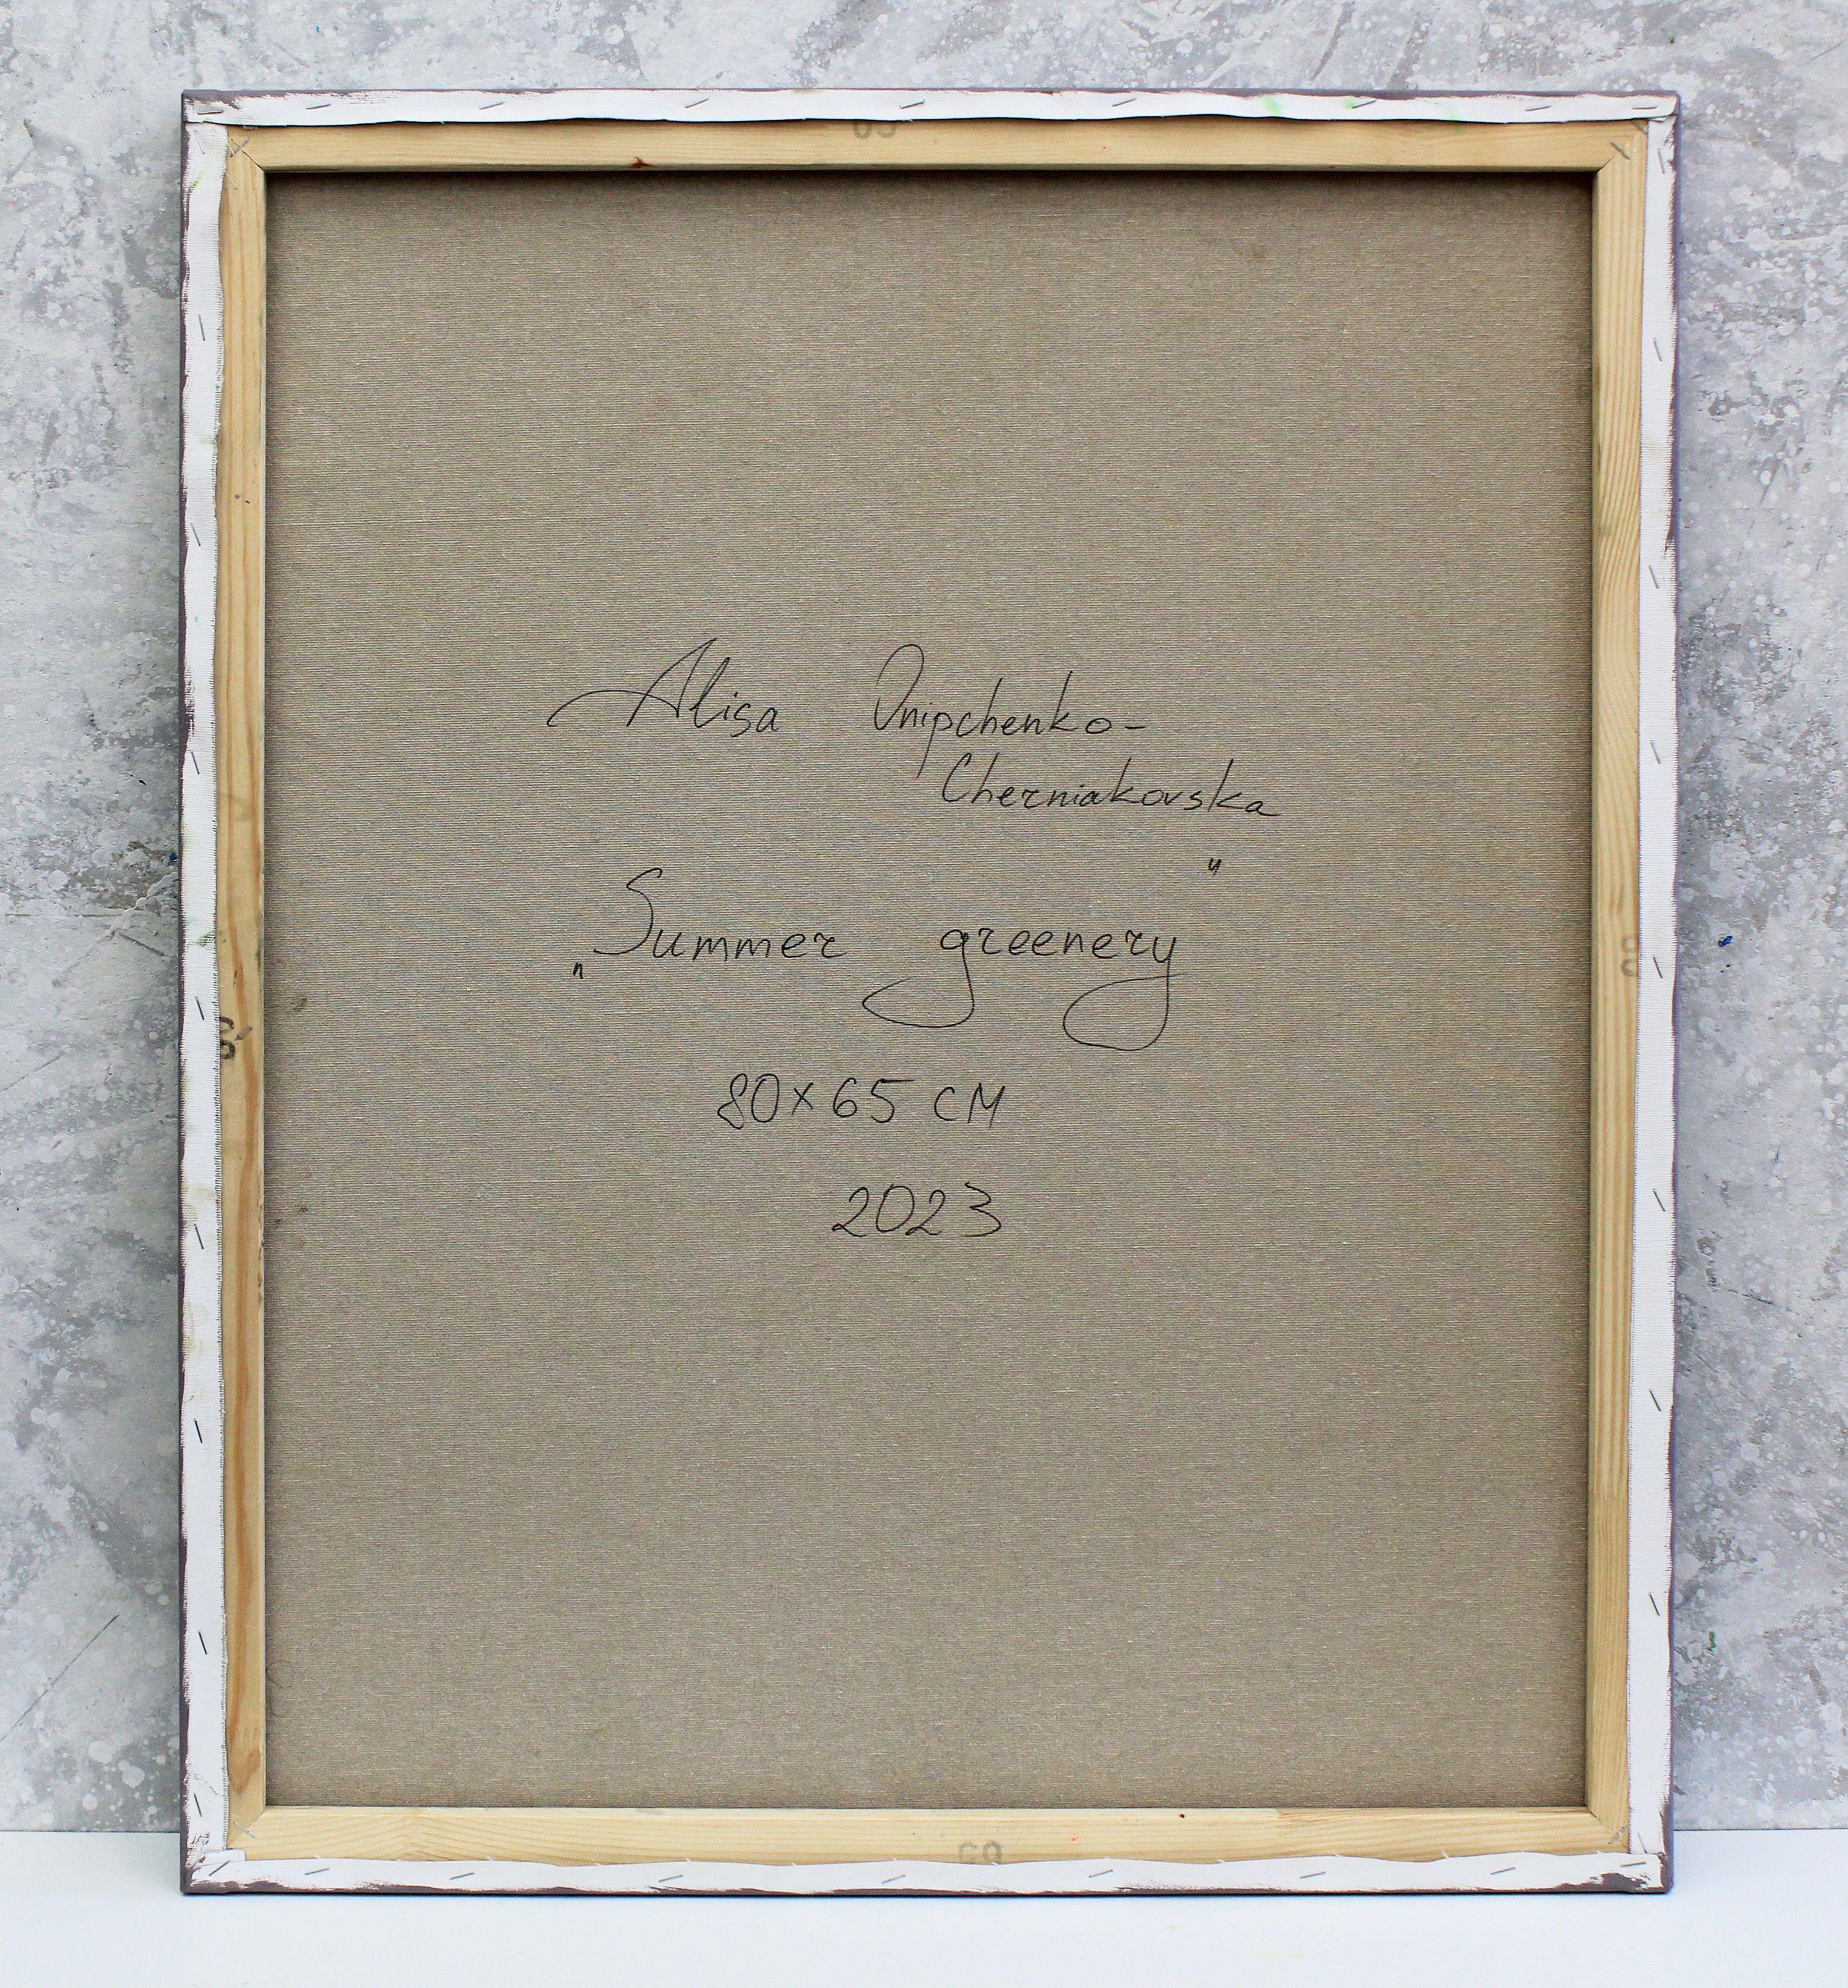 Alisa Onipchenko-
Cherniakovska
„Summer greenery“
80×65 CM
2023